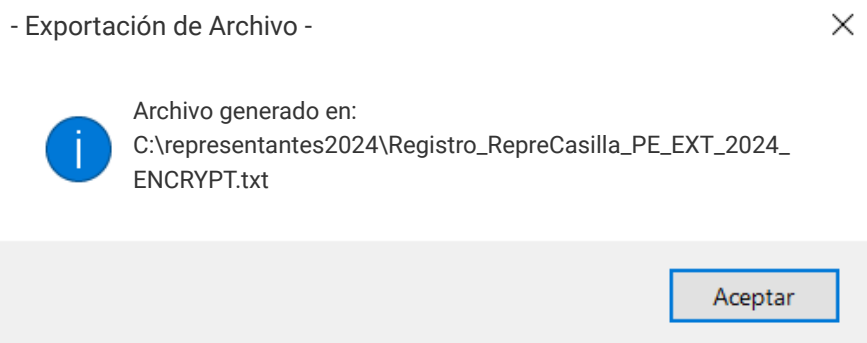 - Exportación de Archivo -
Archivo generado en:
C:\representantes2024\Registro_RepreCasilla_PE_EXT_2024_
ENCRYPT.txt
Aceptar